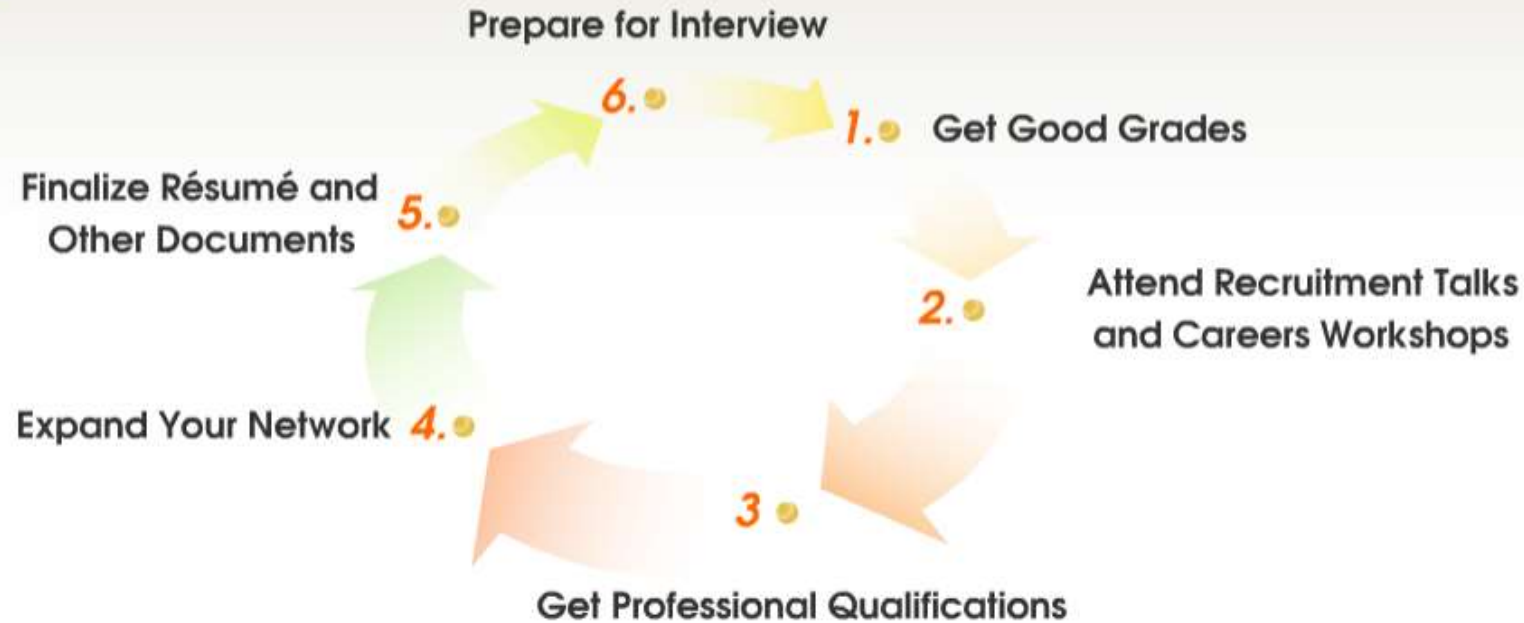 Prepare for Interview
6.
1. Get Good Grades
Finalize Résumé and
Other Documents
5.
2.
Attend Recruitment Talks
and Careers Workshops
Expand Your Network 4.
3
Get Professional Qualifications